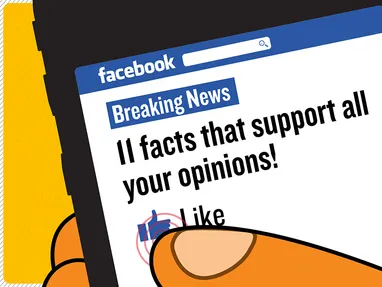 facebook
Breaking News
11 facts that support all
your opinions!
Like